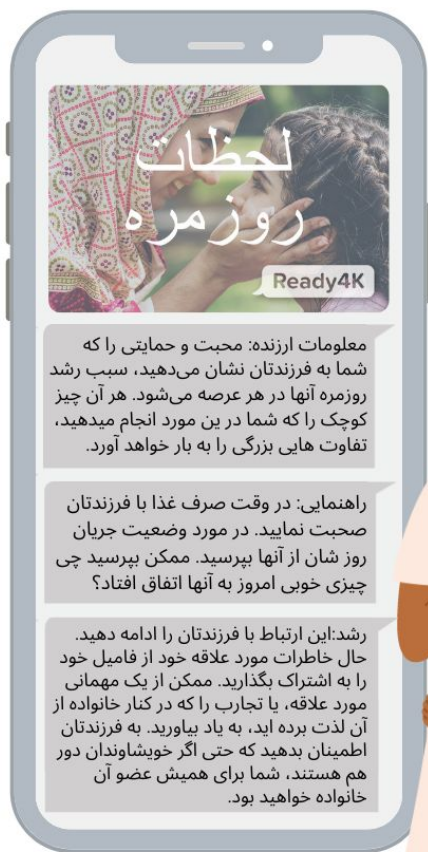 لحظات
روزمره
Ready4K
معلومات ارزنده: محبت و حمایتی را که
شما به فرزندتان نشان می‌دهید، سبب رشد
روزمره آنها در هر عرصه می‌شود. هر آن چیز
کوچک را که شما در ین مورد انجام میدهید،
تفاوت هایی بزرگی را به بار خواهد آورد.
راهنمایی: در وقت صرف غذا با فرزندتان
صحبت نمایید. در مورد وضعیت جریان
روز شان از آنها بپرسید. ممکن بپرسید چی
چیزی خوبی امروز به آنها اتفاق افتاد؟
رشد:این ارتباط با فرزندتان را ادامه دهید.
حال خاطرات مورد علاقه خود از فامیل خود
را به اشتراک بگذارید. ممکن از یک مهمانی
مورد علاقه، یا تجارب را که در کنار خانواده از
آن لذت برده اید، به یاد بیاورید. به فرزندتان
اطمینان بدهید که حتی اگر خویشاوندان دور
هم هستند، شما برای همیش عضو آن
خانواده خواهید بود.